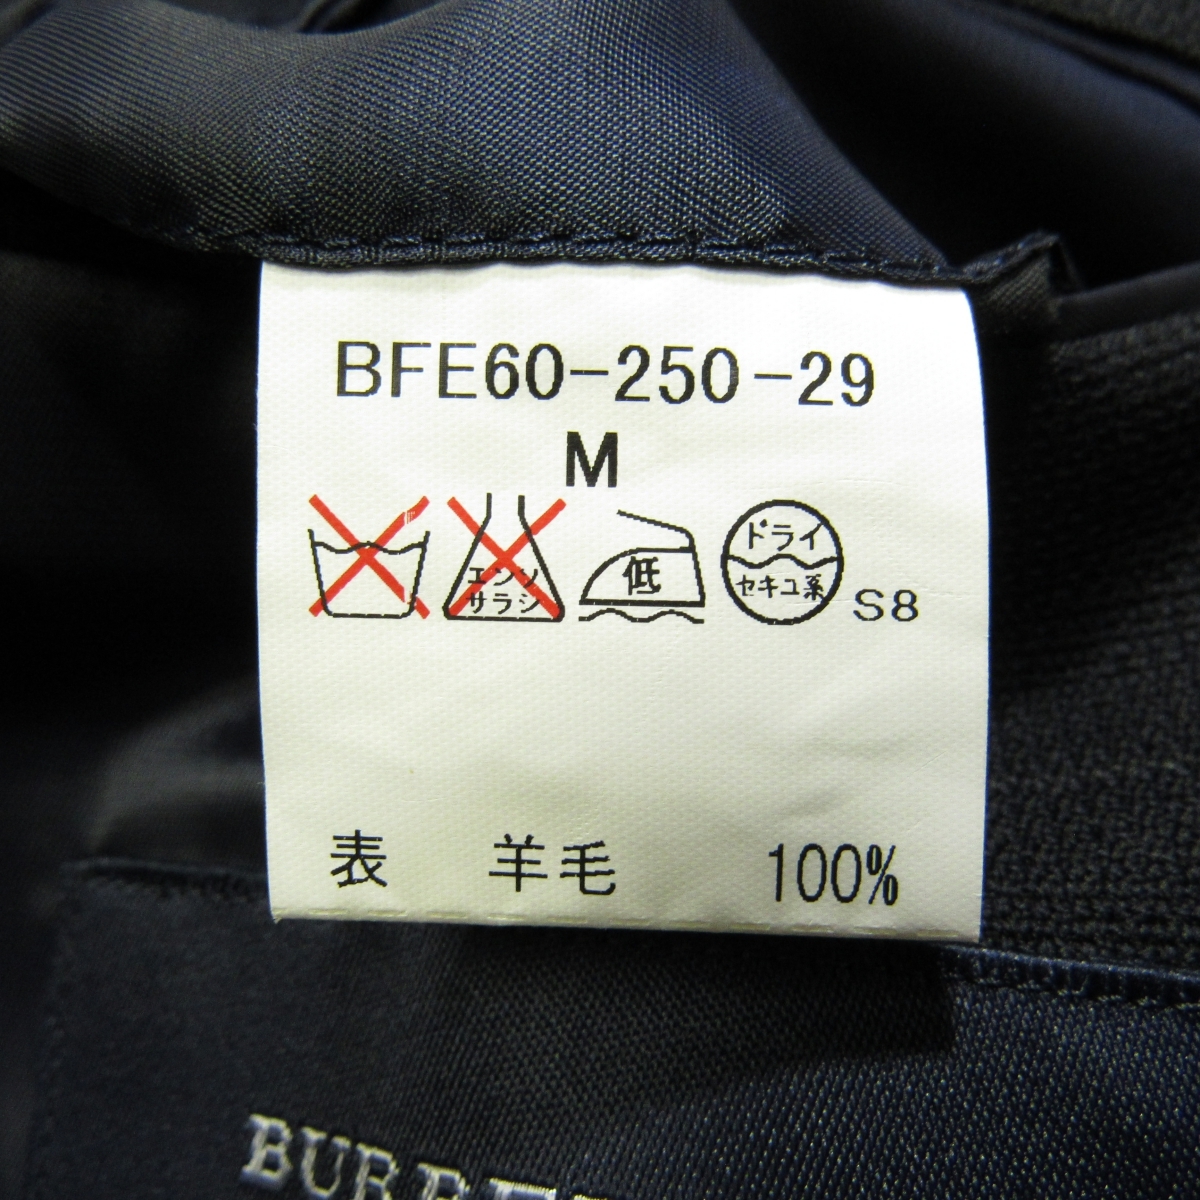 BFE60-250-29
M
エンソ
サラシ
低
ドライ
セキユ系
S8
表 羊毛 100%